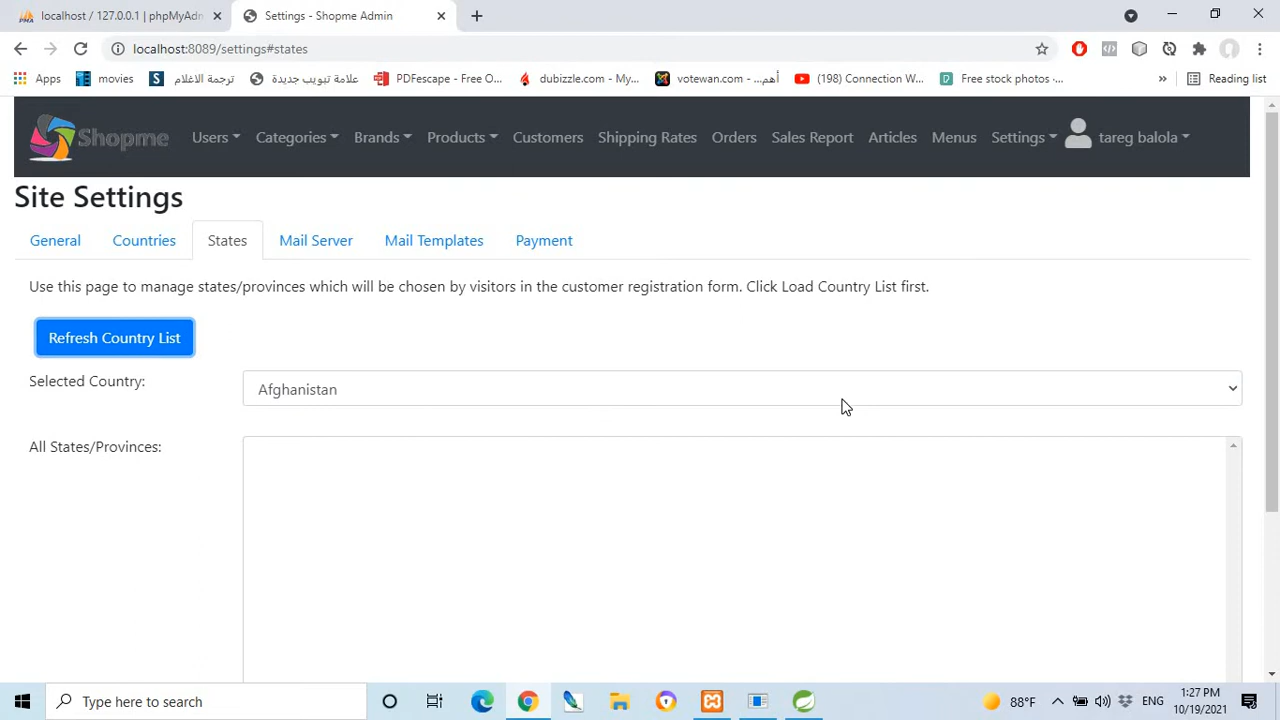 localhost / 127.0.0.1 | phpMyAdm
Settings - Shopme Admin
localhost:8089/settings#states
Apps
movies
ترجمة الاغلام
علامة تبويب جديدة
PDFescape - Free O...
dubizzle.com - My...
votewan.com - أهم...
(198) Connection W...
Free stock photos ·...
»
Reading list
Shopme
Users
Categories
Brands
Products
Customers
Shipping Rates
Orders
Sales Report
Articles
Menus
Settings
tareg balola
Site Settings
General
Countries
States
Mail Server
Mail Templates
Payment
Use this page to manage states/provinces which will be chosen by visitors in the customer registration form. Click Load Country List first.
Refresh Country List
Selected Country:
Afghanistan
All States/Provinces:
Type here to search
88°F
ENG
1:27 PM
10/19/2021